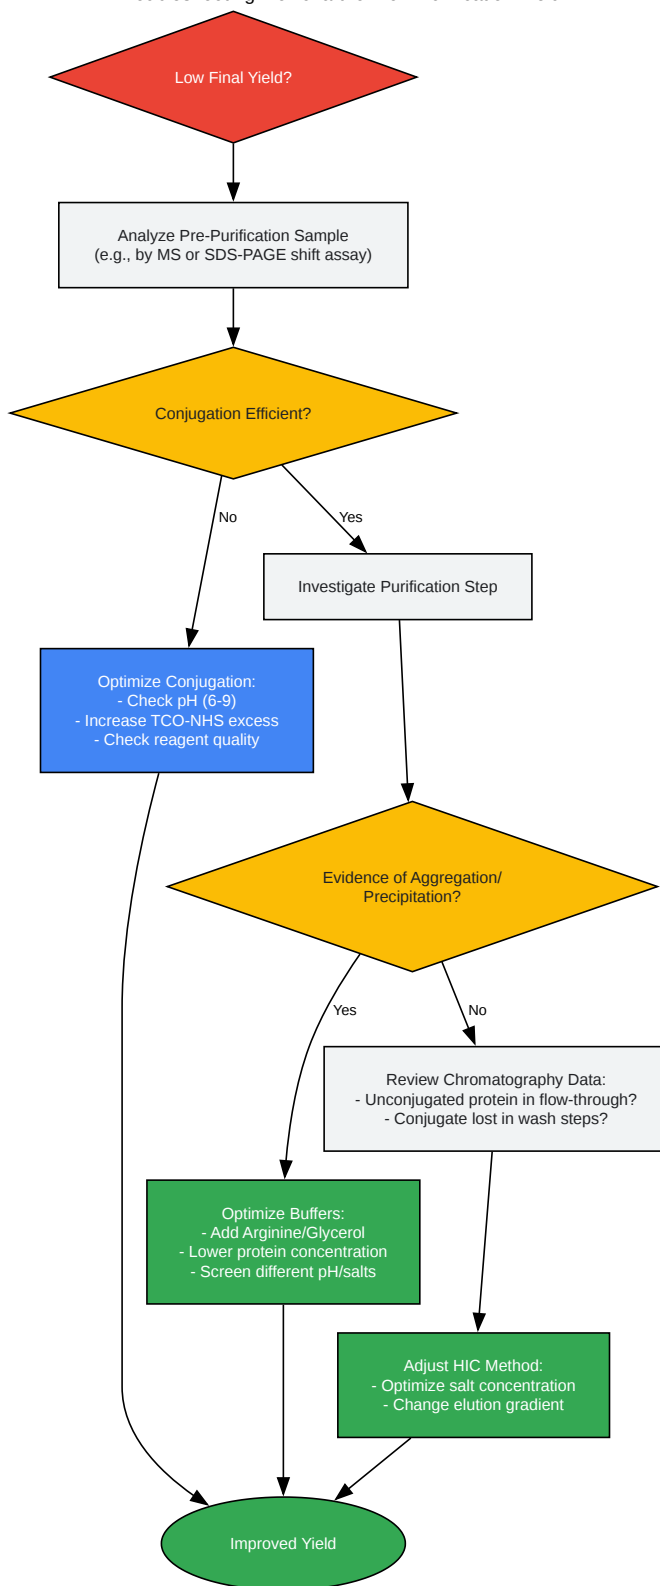 Low Final Yield?
Analyze Pre-Purification Sample
(e.g., by MS or SDS-PAGE shift assay)
Conjugation Efficient?
No
Yes
Investigate Purification Step
Optimize Conjugation:
- Check pH (6-9)
- Increase TCO-NHS excess
- Check reagent quality
Evidence of Aggregation/
Precipitation?
Yes
No
Review Chromatography Data:
- Unconjugated protein in flow-through?
- Conjugate lost in wash steps?
Optimize Buffers:
- Add Arginine/Glycerol
- Lower protein concentration
- Screen different pH/salts
Adjust HIC Method:
- Optimize salt concentration
- Change elution gradient
Improved Yield